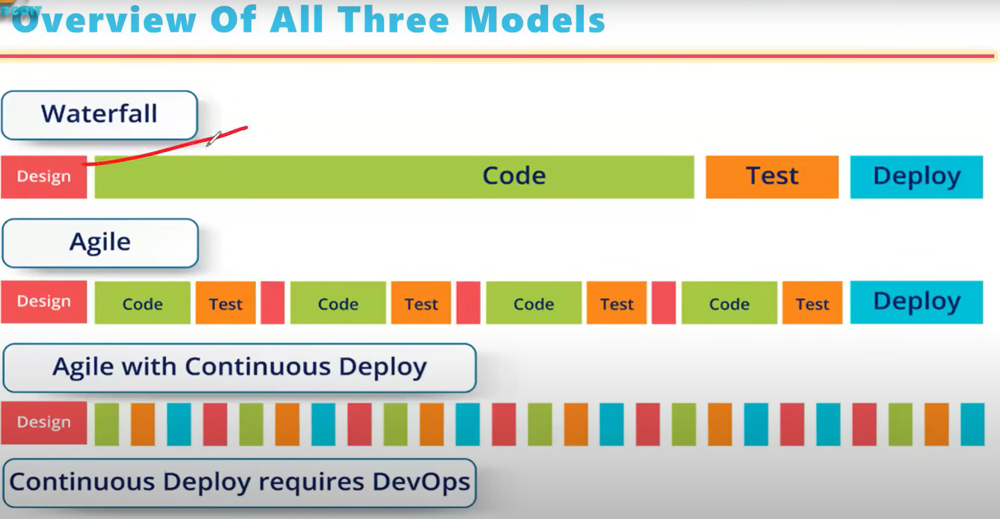 Overview Of All Three Models
Waterfall
Design Code Test Deploy
Agile
Design Code Test Code Test Code Test Code Test Deploy
Agile with Continuous Deploy
Design
Continuous Deploy requires DevOps